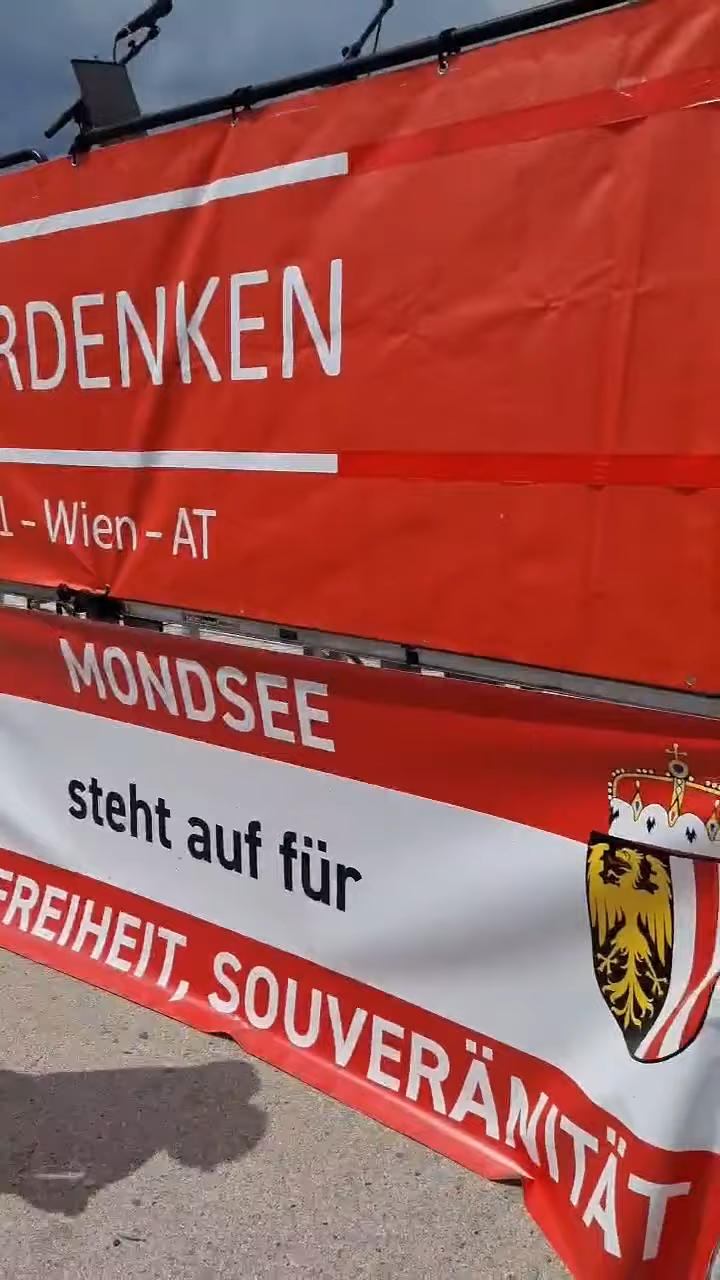 RDENKEN
1 - Wien - AT
MONDSEE
steht auf für
FREIHEIT, SOUVERÄNITÄT